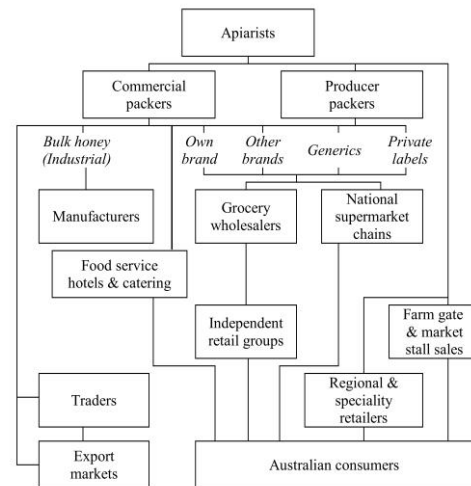 Apiarists
Commercial
packers
Producer
packers
Bulk honey
(Industrial)
Own
brand
Other
brands
Generics
Private
labels
Manufacturers
Grocery
wholesalers
National
supermarket
chains
Food service
hotels & catering
Independent
retail groups
Farm gate
& market
stall sales
Traders
Regional &
speciality
retailers
Export
markets
Australian consumers